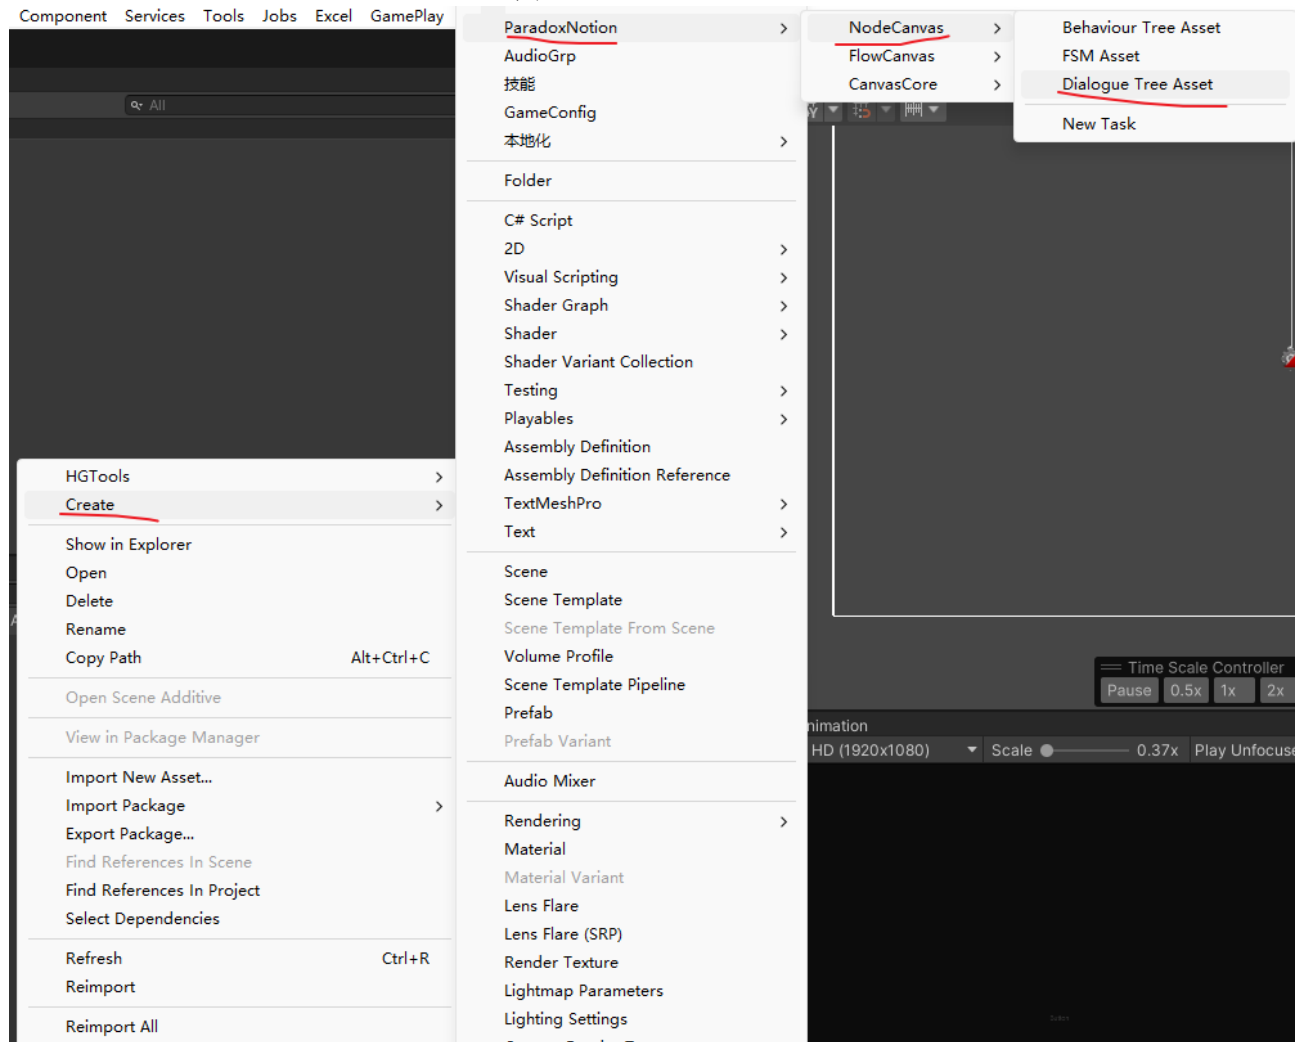 Component Services Tools Jobs Excel GamePlay
All
HGTools
Create
Show in Explorer
Open
Delete
Rename
Copy Path Alt+Ctrl+C
Open Scene Additive
View in Package Manager
Import New Asset...
Import Package
Export Package...
Find References In Scene
Find References In Project
Select Dependencies
Refresh Ctrl+R
Reimport
Reimport All
ParadoxNotion
AudioGrp
技能
GameConfig
本地化
Folder
C# Script
2D
Visual Scripting
Shader Graph
Shader
Shader Variant Collection
Testing
Playables
Assembly Definition
Assembly Definition Reference
TextMeshPro
Text
Scene
Scene Template
Scene Template From Scene
Volume Profile
Scene Template Pipeline
Prefab
Prefab Variant
Audio Mixer
Rendering
Material
Material Variant
Lens Flare
Lens Flare (SRP)
Render Texture
Lightmap Parameters
Lighting Settings
NodeCanvas
FlowCanvas
CanvasCore
Behaviour Tree Asset
FSM Asset
Dialogue Tree Asset
New Task
Time Scale Controller
Pause 0.5x 1x 2x
nimation
HD (1920x1080) Scale 0.37x Play Unfocuse